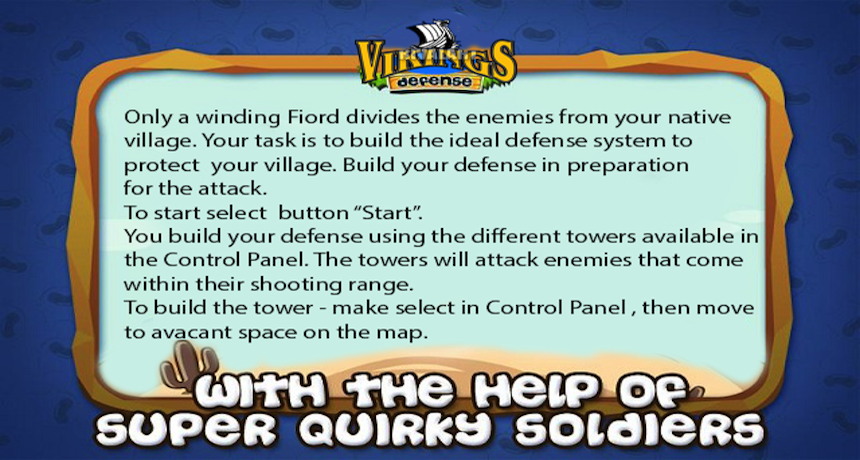 VIKINGS
defense
Only a winding Fiord divides the enemies from your native
village. Your task is to build the ideal defense system to
protect your village. Build your defense in preparation
for the attack.
To start select button “Start”.
You build your defense using the different towers available in
the Control Panel. The towers will attack enemies that come
within their shooting range.
To build the tower - make select in Control Panel , then move
to avacant space on the map.
WITH THE HELP OF
SUPER QUIRKY SOLDIERS